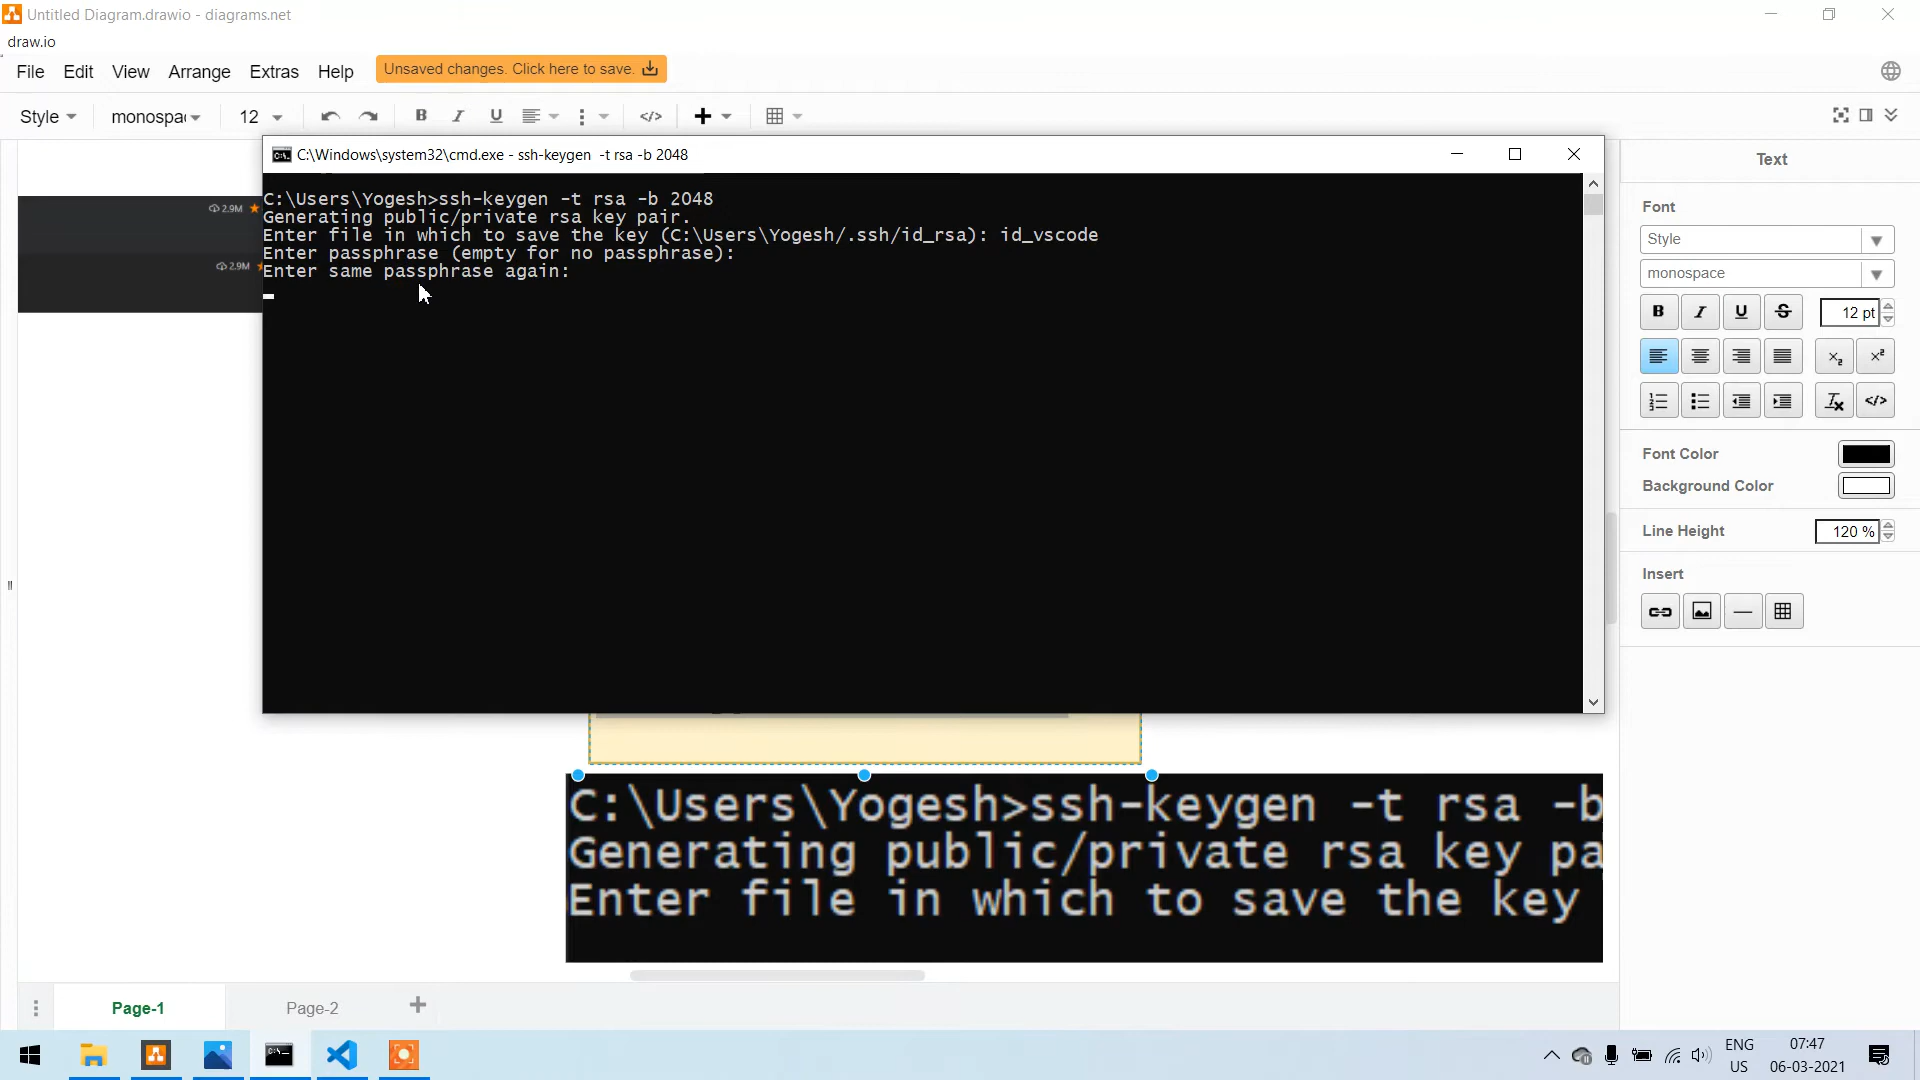 Untitled Diagram.drawio - diagrams.net
draw.io
File Edit View Arrange Extras Help
Unsaved changes. Click here to save.
Style
12
B I U
</>
C:\Windows\system32\cmd.exe - ssh-keygen  -t rsa -b 2048
C:\Users\Yogesh>ssh-keygen -t rsa -b 2048
Generating public/private rsa key pair.
Enter file in which to save the key (C:\Users\Yogesh/.ssh/id_rsa): id_vscode
Enter passphrase (empty for no passphrase):
Enter same passphrase again:
2.9M
2.9M
C:\Users\Yogesh>ssh-keygen -t rsa -b
Generating public/private rsa key pa
Enter file in which to save the key
Text
Font
Style
monospace
B I U S 12 pt
Font Color
Background Color
Line Height 120 %
Insert
Page-1 Page-2
ENG
US
07:47
06-03-2021